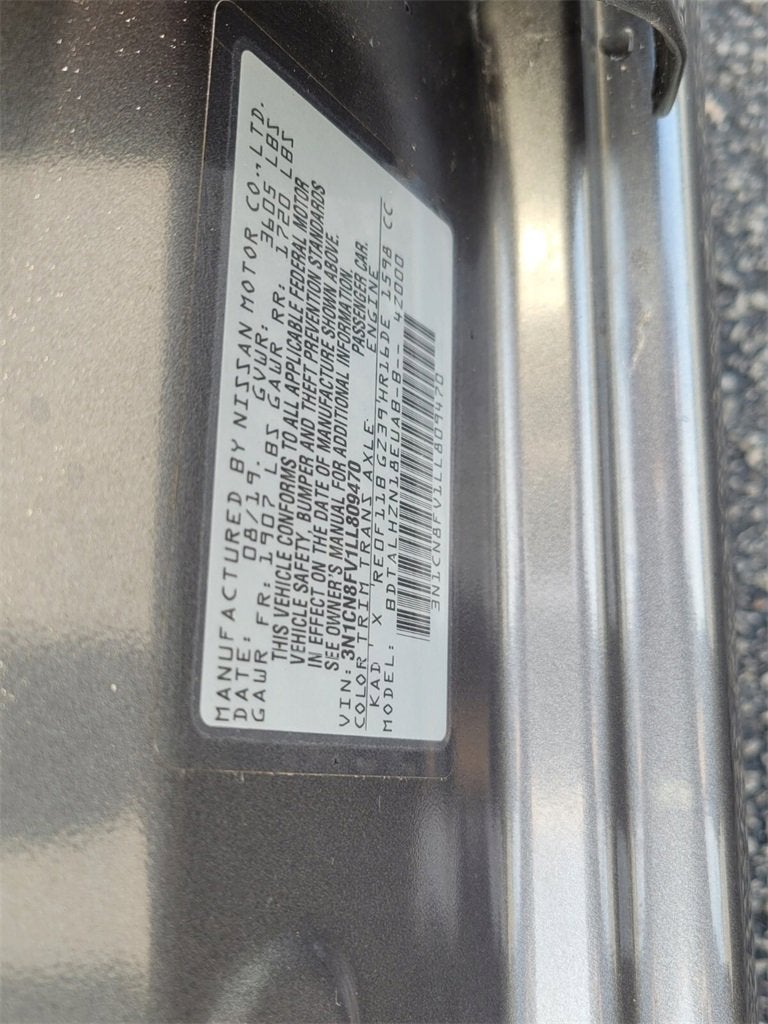 MANUFACTURED BY NISSAN MOTOR CO., LTD.
DATE: 08/19. GVWR: 3605 LBS
GAWR FR: 1907 LBS GAWR RR: 1720 LBS
THIS VEHICLE CONFORMS TO ALL APPLICABLE FEDERAL MOTOR
VEHICLE SAFETY, BUMPER AND THEFT PREVENTION STANDARDS
IN EFFECT ON THE DATE OF MANUFACTURE SHOWN ABOVE.
SEE OWNER'S MANUAL FOR ADDITIONAL INFORMATION.
VIN: 3N1CN8FV1LL809470 PASSENGER CAR.
COLOR TRIM TRANS AXLE ENGINE
KAD X RE0F11B GZ39 HR16DE 1598 CC
MODEL: BDTALHZN18EUAB-B-- 42000
3N1CN8FV1LL809470